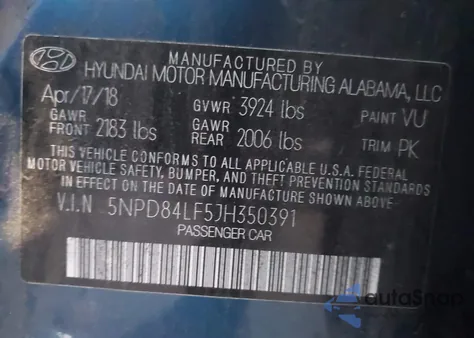 MANUFACTURED BY
HYUNDAI MOTOR MANUFACTURING ALABAMA, LLC
Apr/17/18 GVWR 3924 lbs PAINT VU
GAWR FRONT 2183 lbs GAWR REAR 2006 lbs TRIM PK
THIS VEHICLE CONFORMS TO ALL APPLICABLE U.S.A. FEDERAL
MOTOR VEHICLE SAFETY, BUMPER, AND THEFT PREVENTION STANDARDS
IN EFFECT ON THE DATE OF MANUFACTURE SHOWN ABOVE.
V.I.N 5NPD84LF5JH350391
PASSENGER CAR
autoSnap